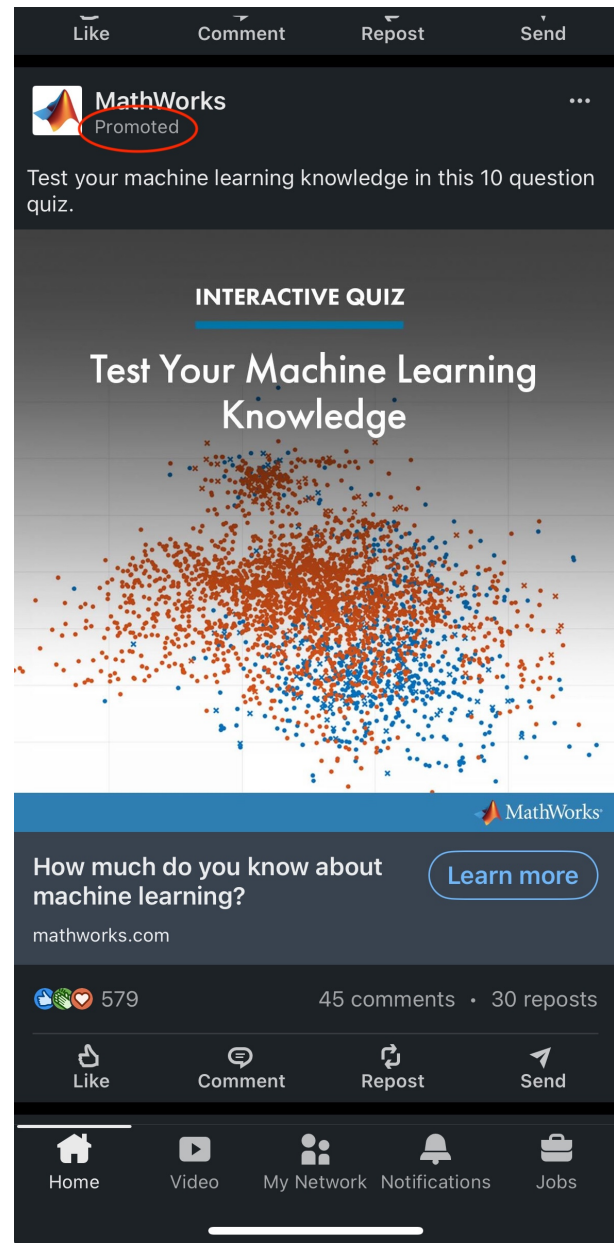 Like Comment Repost Send
MathWorks
Promoted
Test your machine learning knowledge in this 10 question
quiz.
INTERACTIVE QUIZ
Test Your Machine Learning
Knowledge
MathWorks
How much do you know about
machine learning?
Learn more
mathworks.com
579 45 comments • 30 reposts
Like Comment Repost Send
Home Video My Network Notifications Jobs